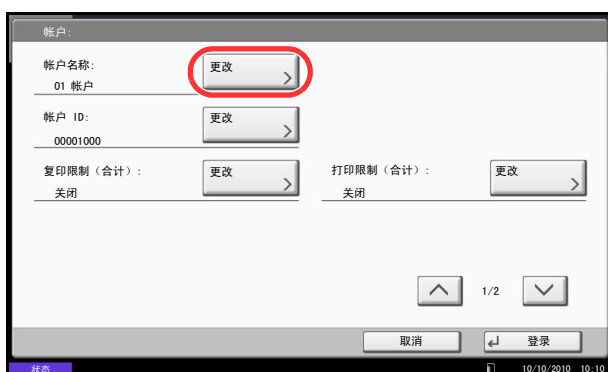 帐户:
帐户名称: 更改
01 帐户
帐户 ID: 更改
00001000
复印限制（合计）: 更改 打印限制（合计）: 更改
关闭 关闭
1/2
取消 登录
状态 10/10/2010 10:10